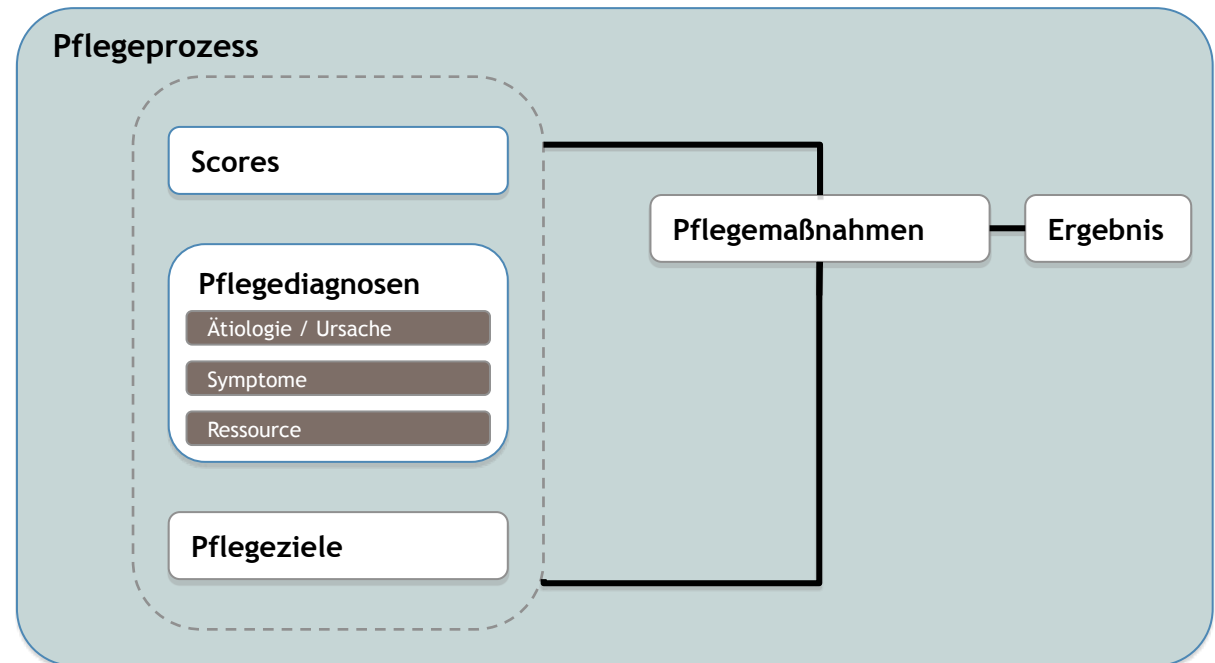 Pflegeprozess
Scores
Pflegediagnosen
Ätiologie / Ursache
Symptome
Ressource
Pflegeziele
Pflegemaßnahmen
Ergebnis